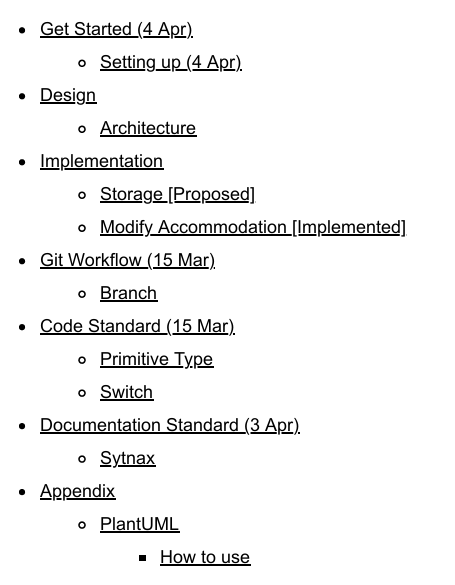 Get Started (4 Apr)
Setting up (4 Apr)
Design
Architecture
Implementation
Storage [Proposed]
Modify Accommodation [Implemented]
Git Workflow (15 Mar)
Branch
Code Standard (15 Mar)
Primitive Type
Switch
Documentation Standard (3 Apr)
Sytnax
Appendix
PlantUML
How to use